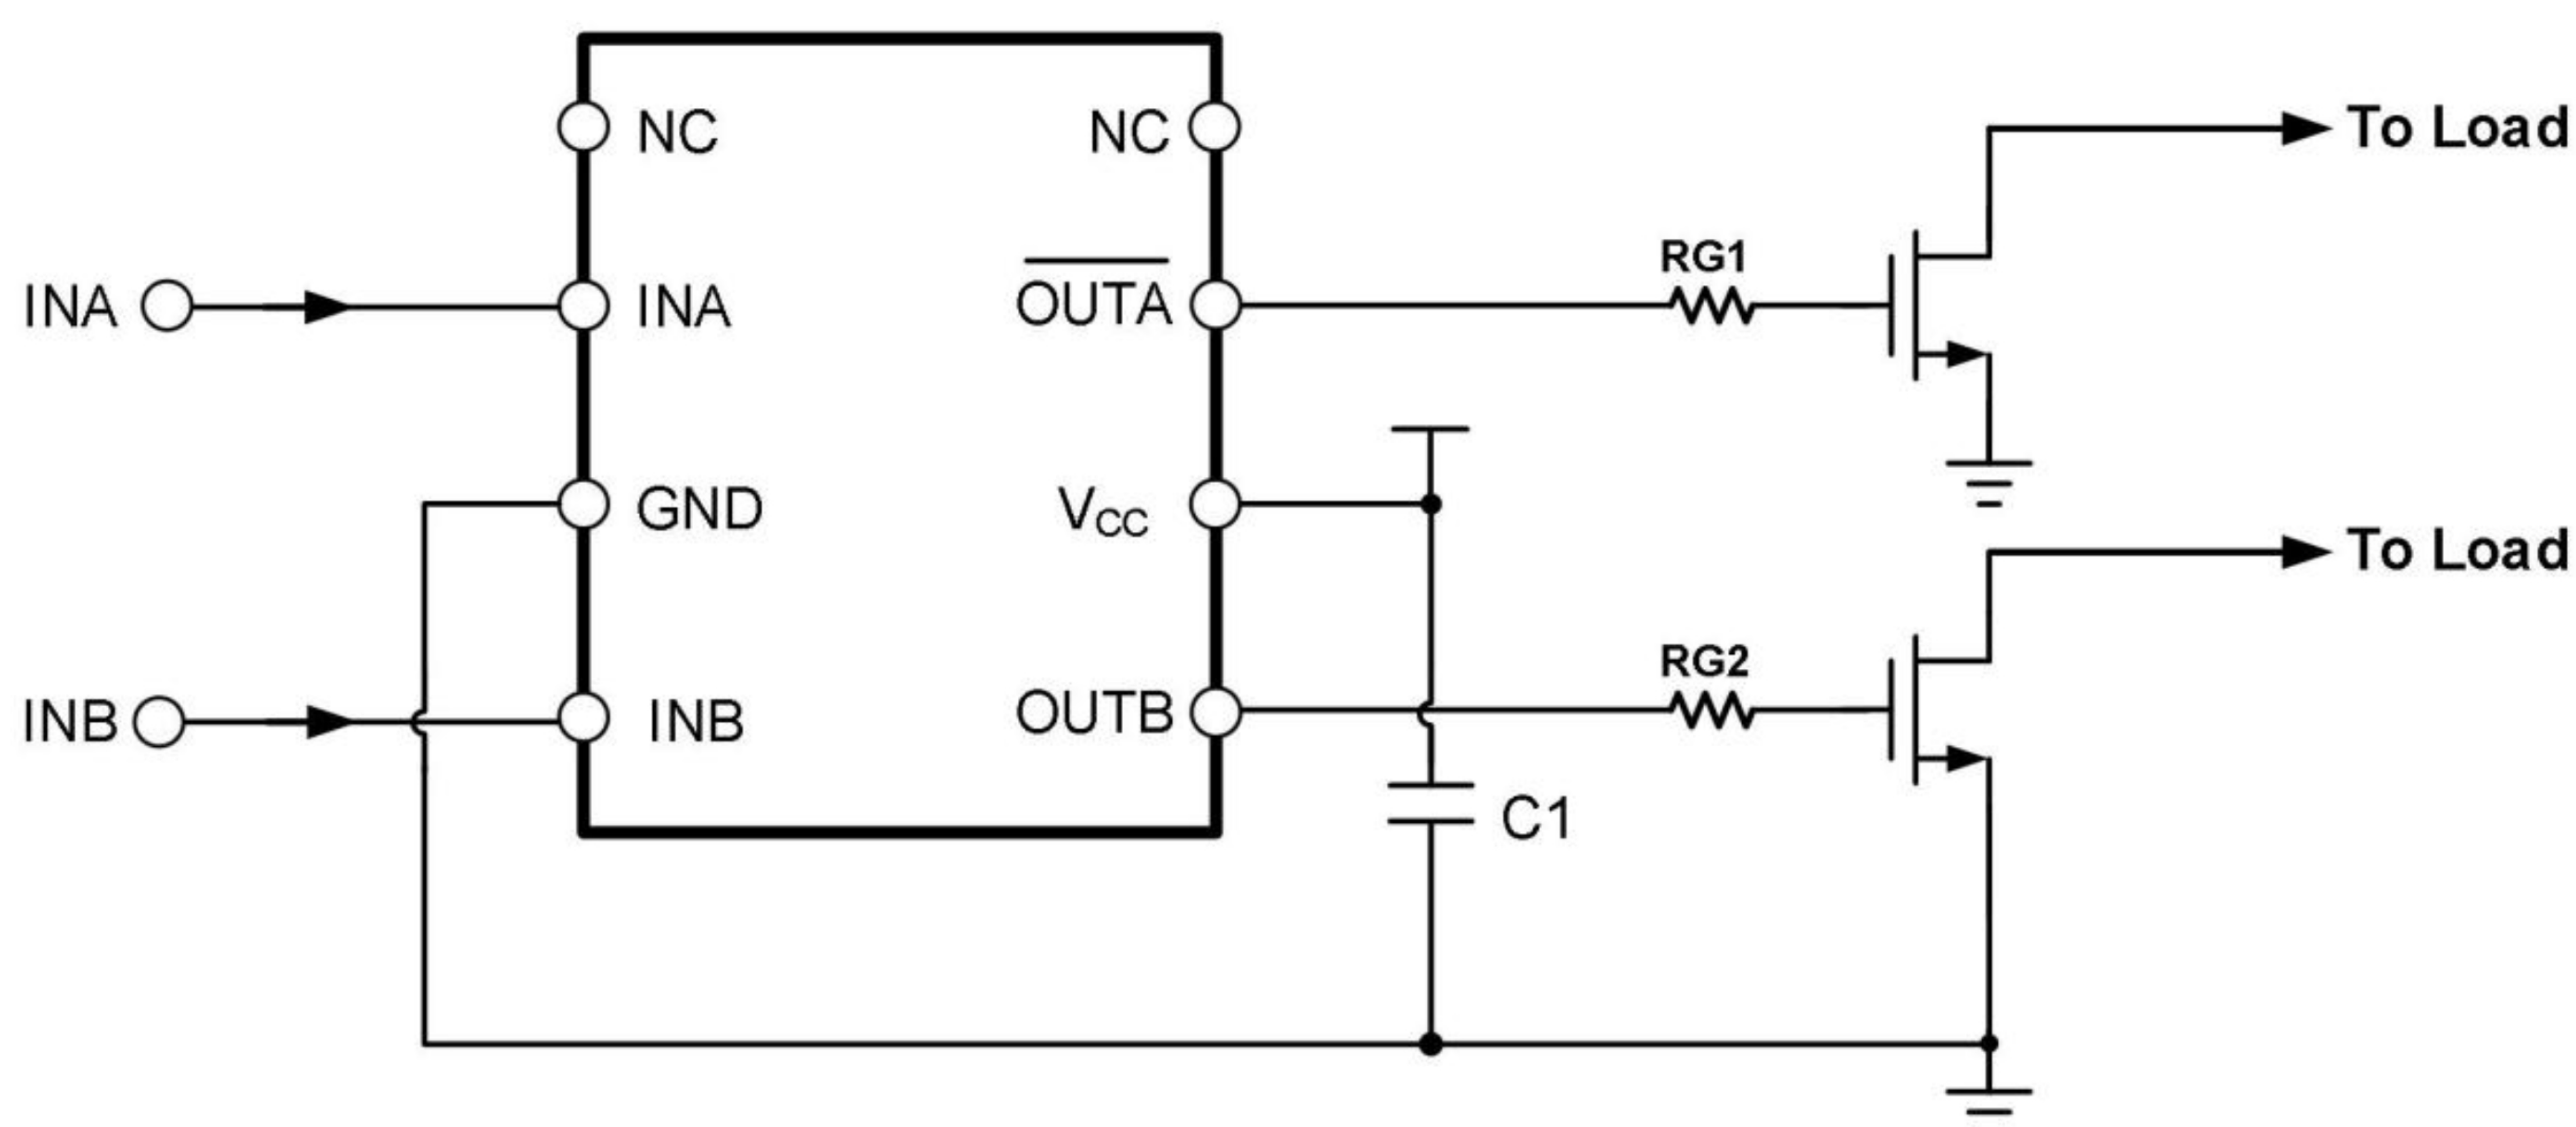 NC
NC
To Load
INA
INA
OUTA
RG1
GND
VCC
To Load
INB
INB
OUTB
RG2
C1